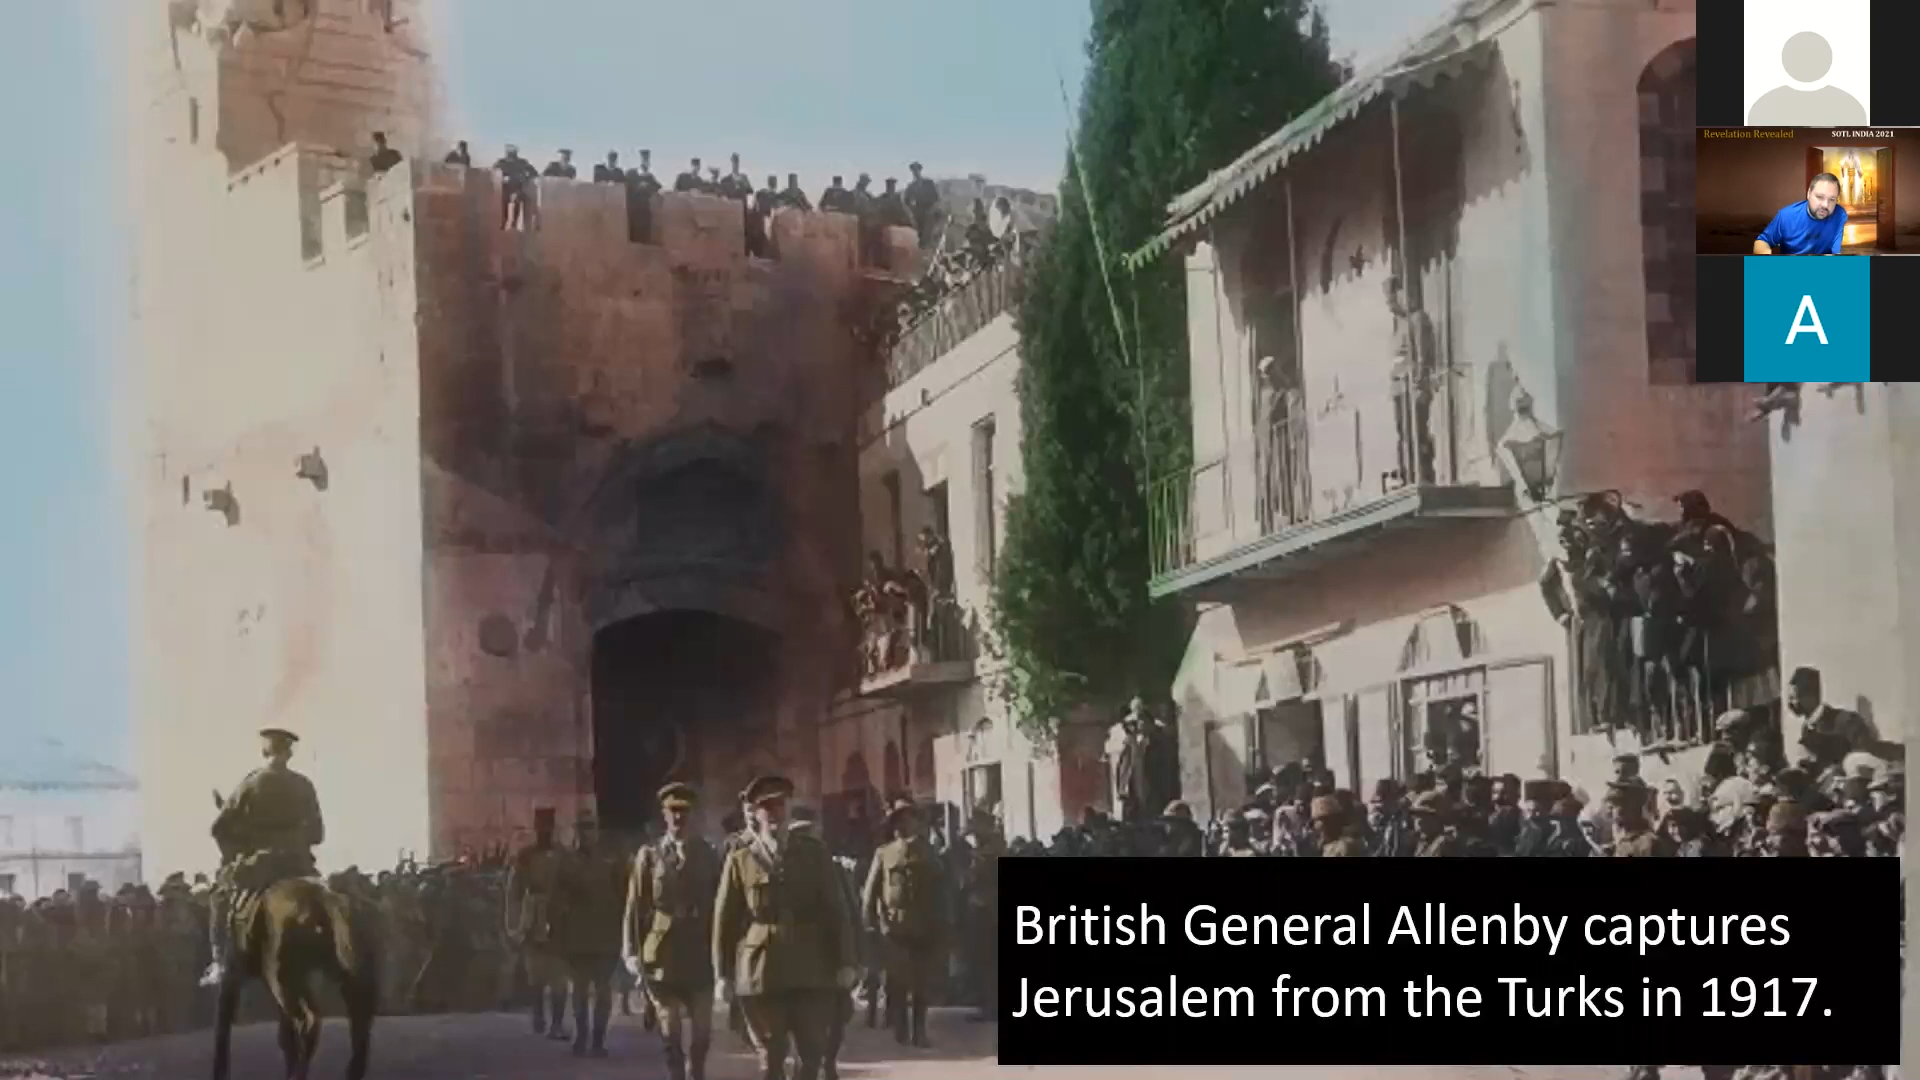 Revelation Revealed
SOTL INDIA 2021
A
British General Allenby captures
Jerusalem from the Turks in 1917.